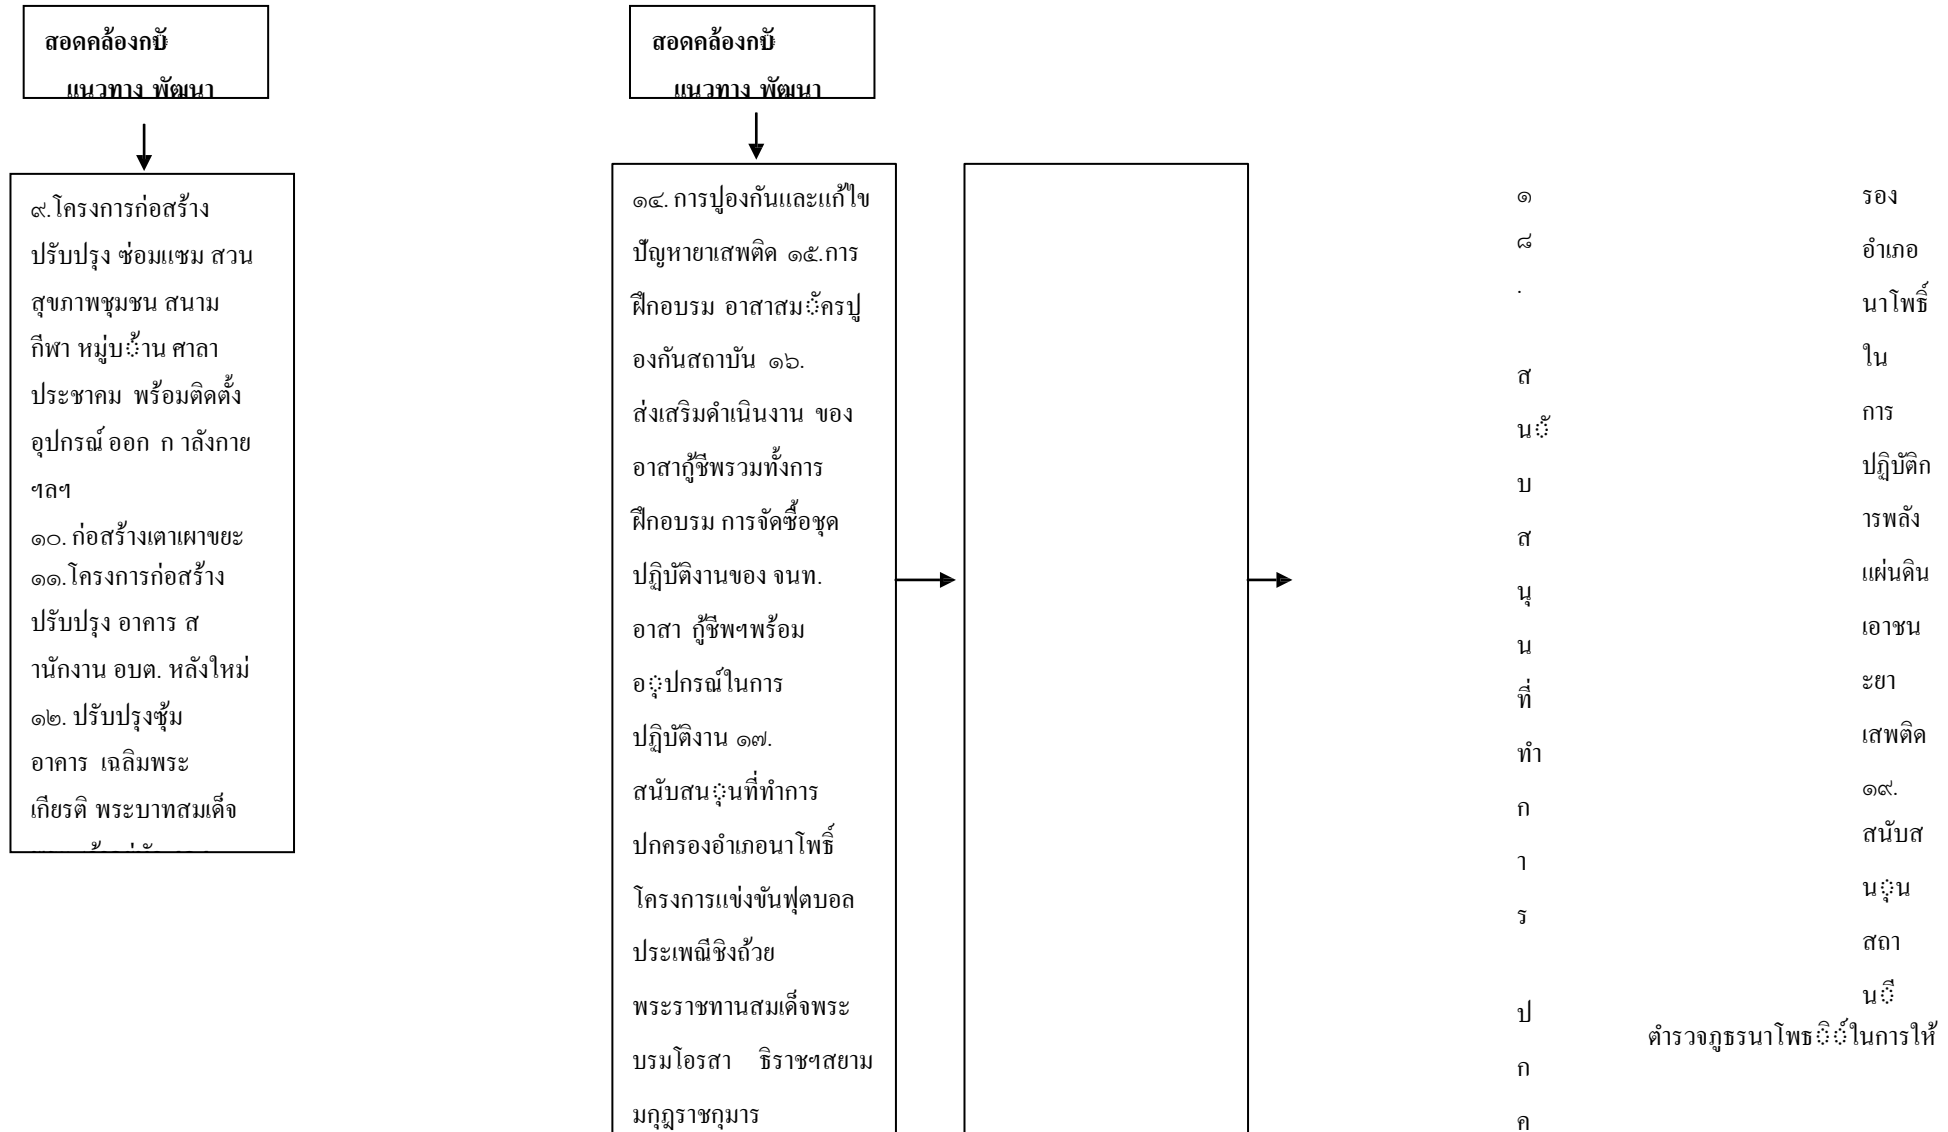 สอดคล้องกบั
แนวทาง พัฒนา
๙.โครงการก่อสร้าง
ปรับปรุง ซ่อมแซม สวน
สุขภาพชุมชน สนาม
กีฬา หมู่บ้าน ศาลา
ประชาคม พร้อมติดตั้ง
อุปกรณ์ ออก ก าลังกาย
ฯลฯ
๑๐. ก่อสร้างเตาเผาขยะ
๑๑.โครงการก่อสร้าง
ปรับปรุง อาคาร ส
านักงาน อบต. หลังใหม่
๑๒. ปรับปรุงซุ้ม
อาคาร เฉลิมพระ
เกียรติ พระบาทสมเด็จ
สอดคล้องกบั
แนวทาง พัฒนา
๑๔. การปูองกันและแก้ไข
ปัญหายาเสพติด ๑๕.การ
ฝึกอบรม อาสาสมัครปู
องกันสถาบัน ๑๖.
ส่งเสริมดำเนินงาน ของ
อาสากู้ชีพรวมทั้งการ
ฝึกอบรม การจัดซื้อชุด
ปฏิบัติงานของ จนท.
อาสา กู้ชีพฯพร้อม
อุปกรณ์ในการ
ปฏิบัติงาน ๑๗.
สนับสนุนที่ทำการ
ปกครองอำเภอนาโพธิ์
โครงการแข่งขันฟุตบอล
ประเพณีชิงถ้วย
พระราชทานสมเด็จพระ
บรมโอรสา ธิราชฯสยาม
มกุฎราชกุมาร
๑
๘
.
ส
นั
บ
ส
นุ
น
ที่
ทำ
ก
า
ร
ป
ก
ค
รอง
อำเภอ
นาโพธิ์
ใน
การ
ปฏิบัติก
ารพลัง
แผ่นดิน
เอาชน
ะยา
เสพติด
๑๙.
สนับส
นุน
สถา
นี
ตำรวจภูธรนาโพธิ์ในการให้